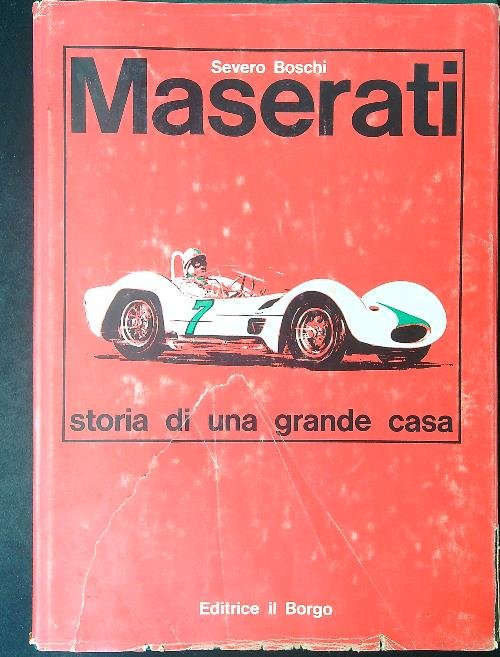 Severo Boschi
Maserati
7
storia di una grande casa
Editrice il Borgo